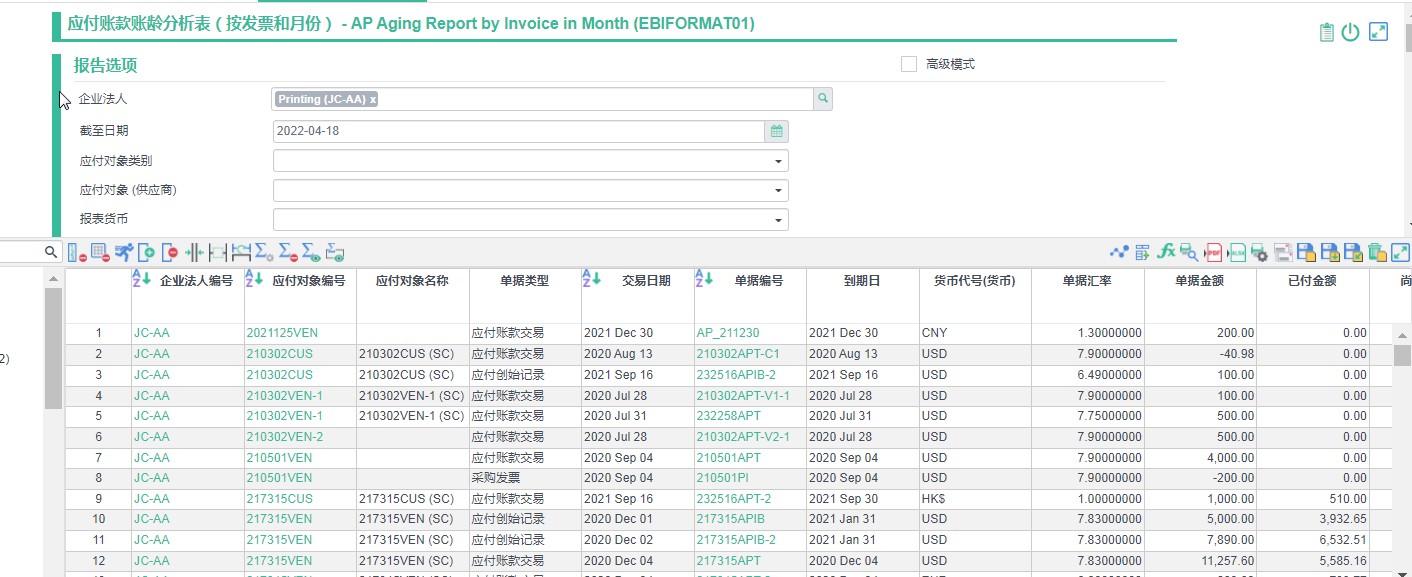 应付账款账龄分析表（按发票和月份） - AP Aging Report by Invoice in Month (EBIFORMAT01)
报告选项
高级模式
企业法人 Printing (JC-AA) x
截至日期 2022-04-18
应付对象类别
应付对象 (供应商)
报表货币
企业法人编号 应付对象编号 应付对象名称 单据类型 交易日期 单据编号 到期日 货币代号(货币) 单据汇率 单据金额 已付金额 尚
1 JC-AA 2021125VEN 应付账款交易 2021 Dec 30 AP_211230 2021 Dec 30 CNY 1.30000000 200.00 0.00
2) 2 JC-AA 210302CUS 210302CUS (SC) 应付账款交易 2020 Aug 13 210302APT-C1 2020 Aug 13 USD 7.90000000 -40.98 0.00
3 JC-AA 210302CUS 210302CUS (SC) 应付创始记录 2021 Sep 16 232516APIB-2 2021 Sep 16 USD 6.49000000 100.00 0.00
4 JC-AA 210302VEN-1 210302VEN-1 (SC) 应付账款交易 2020 Jul 28 210302APT-V1-1 2020 Jul 28 USD 7.90000000 100.00 0.00
5 JC-AA 210302VEN-1 210302VEN-1 (SC) 应付账款交易 2020 Jul 31 232258APT 2020 Jul 31 USD 7.75000000 500.00 0.00
6 JC-AA 210302VEN-2 应付账款交易 2020 Jul 28 210302APT-V2-1 2020 Jul 28 USD 7.90000000 500.00 0.00
7 JC-AA 210501VEN 应付账款交易 2020 Sep 04 210501APT 2020 Sep 04 USD 7.90000000 4,000.00 0.00
8 JC-AA 210501VEN 采购发票 2020 Sep 04 210501PI 2020 Sep 04 USD 7.90000000 -200.00 0.00
9 JC-AA 217315CUS 217315CUS (SC) 应付账款交易 2021 Sep 16 232516APT-2 2021 Sep 30 HK$ 1.00000000 1,000.00 510.00
10 JC-AA 217315VEN 217315VEN (SC) 应付创始记录 2020 Dec 01 217315APIB 2021 Jan 31 USD 7.83000000 5,000.00 3,932.65
11 JC-AA 217315VEN 217315VEN (SC) 应付创始记录 2020 Dec 02 217315APIB-2 2021 Jan 31 USD 7.83000000 7,890.00 6,532.51
12 JC-AA 217315VEN 217315VEN (SC) 应付账款交易 2020 Dec 04 217315APT 2020 Dec 04 USD 7.83000000 11,257.60 5,585.16